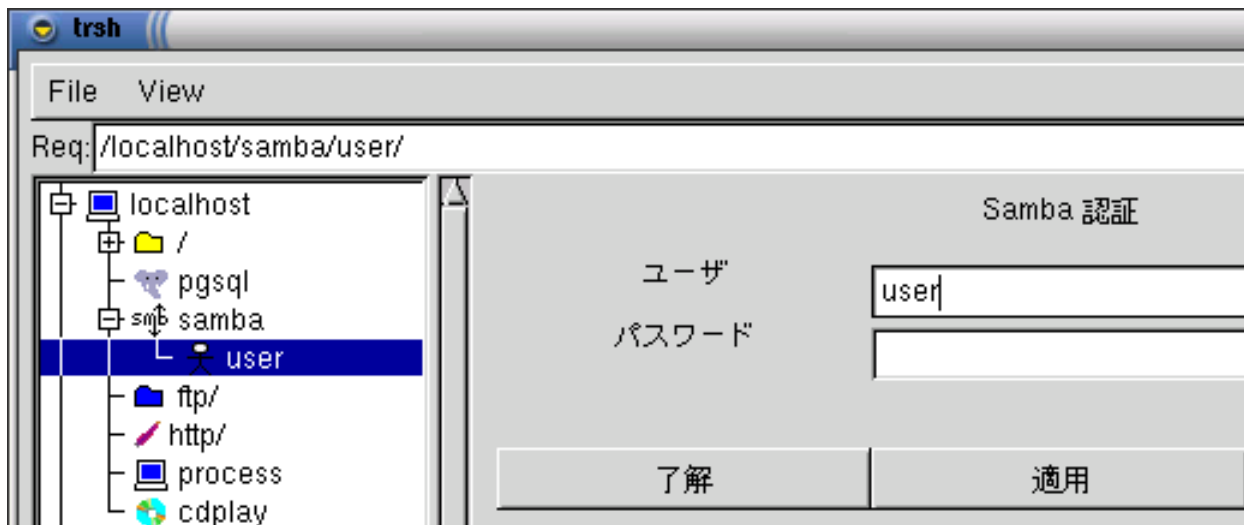 trsh
File View
Req: /localhost/samba/user/
localhost
/
pgsql
smb samba
user
ftp/
http/
process
cdplay
Samba 認証
ユーザ user
パスワード
了解 適用